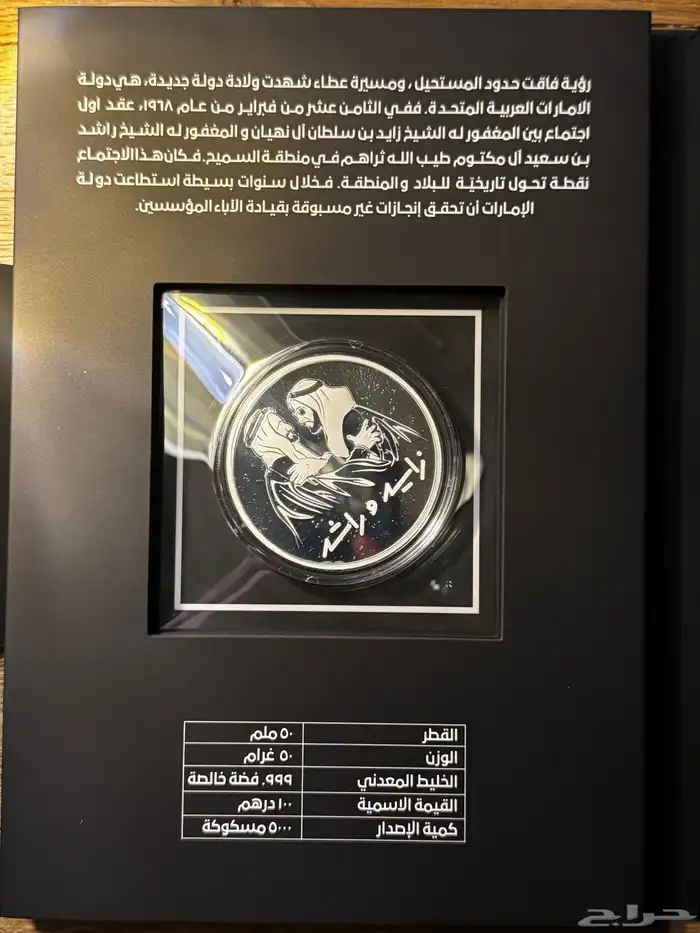 رؤية فاقت حدود المستحيل ، ومسيرة عطاء شهدت ولادة دولة جديدة، هي دولة
الامارات العربية المتحدة. ففي الثامن عشر من فبراير من عام ١٩٦٨، عقد اول
اجتماع بين المغفور له الشيخ زايد بن سلطان آل نهيان و المغفور له الشيخ راشد
بن سعيد آل مكتوم طيب الله ثراهم في منطقة السميح. فكان هذا الاجتماع
نقطة تحول تاريخيّة للبلاد والمنطقة. فخلال سنوات بسيطة استطاعت دولة
الإمارات أن تحقق إنجازات غير مسبوقة بقيادة الآباء المؤسسين.
زايد و راشد
القطر ٥٠ ملم
الوزن ٥٠ غرام
الخليط المعدني ٩٩٩. فضة خالصة
القيمة الاسمية ١٠٠ درهم
كمية الإصدار ٥٠٠٠ مسكوكة
حراج